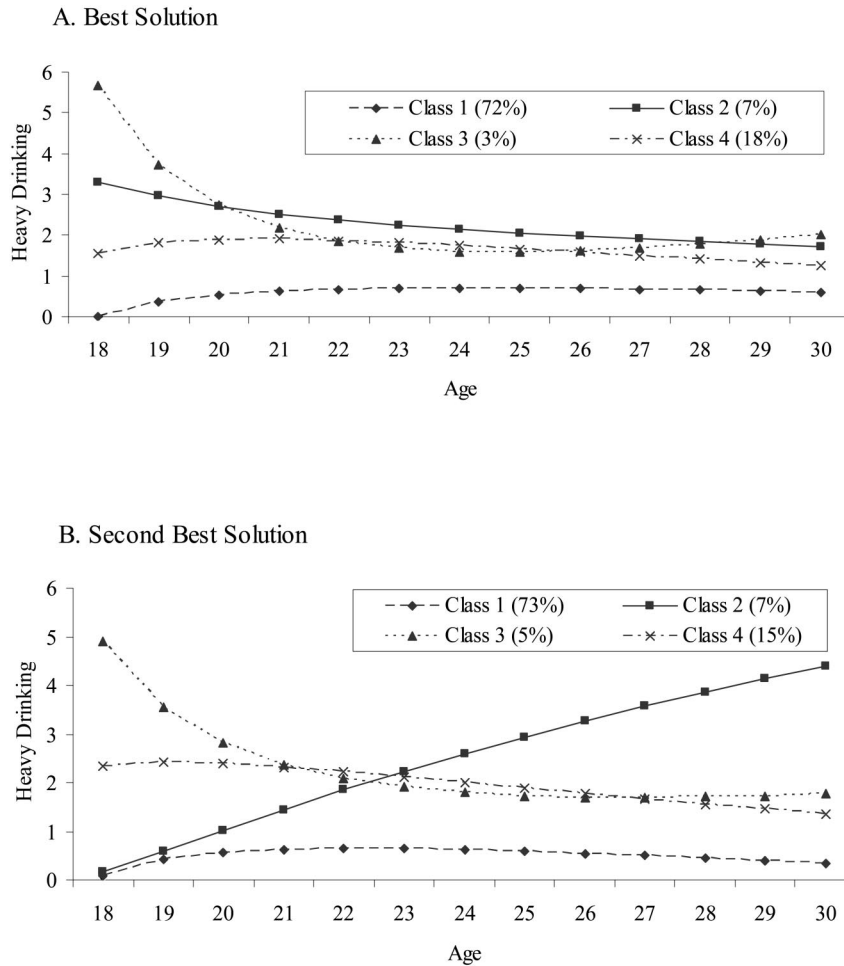 A. Best Solution
6
5
4
3
2
1
0
Heavy Drinking
Class 1 (72%) Class 2 (7%)
Class 3 (3%) Class 4 (18%)
18 19 20 21 22 23 24 25 26 27 28 29 30
Age
B. Second Best Solution
6
5
4
3
2
1
0
Heavy Drinking
Class 1 (73%) Class 2 (7%)
Class 3 (5%) Class 4 (15%)
18 19 20 21 22 23 24 25 26 27 28 29 30
Age